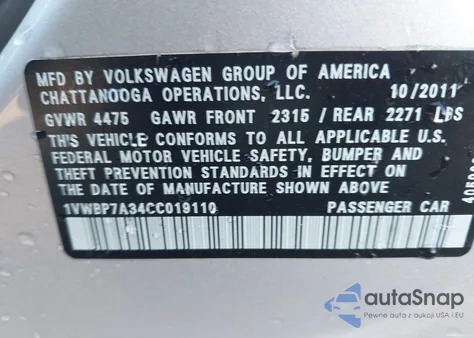 MFD BY VOLKSWAGEN GROUP OF AMERICA
CHATTANOOGA OPERATIONS, LLC. 10/2011
GVWR 4475 GAWR FRONT 2315 / REAR 2271 LBS
THIS VEHICLE CONFORMS TO ALL APPLICABLE U.S.
FEDERAL MOTOR VEHICLE SAFETY, BUMPER AND
THEFT PREVENTION STANDARDS IN EFFECT ON THE
DATE OF MANUFACTURE SHOWN ABOVE
1VWBP7A34CC019110 PASSENGER CAR
autoSnap
Pewne auta z aukcji USA i EU